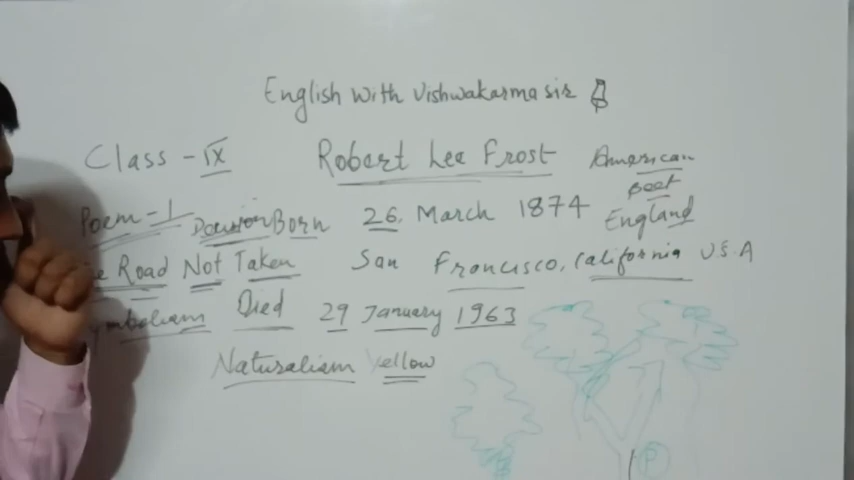 English with Vishwakarma sir
Class - IX Robert Lee Frost American
poet
Poem - 1 Decision Born 26, March 1874 England
e Road Not Taken San Francisco, California U.S.A
ymbolism Died 29 January 1963
Naturalism Yellow
P